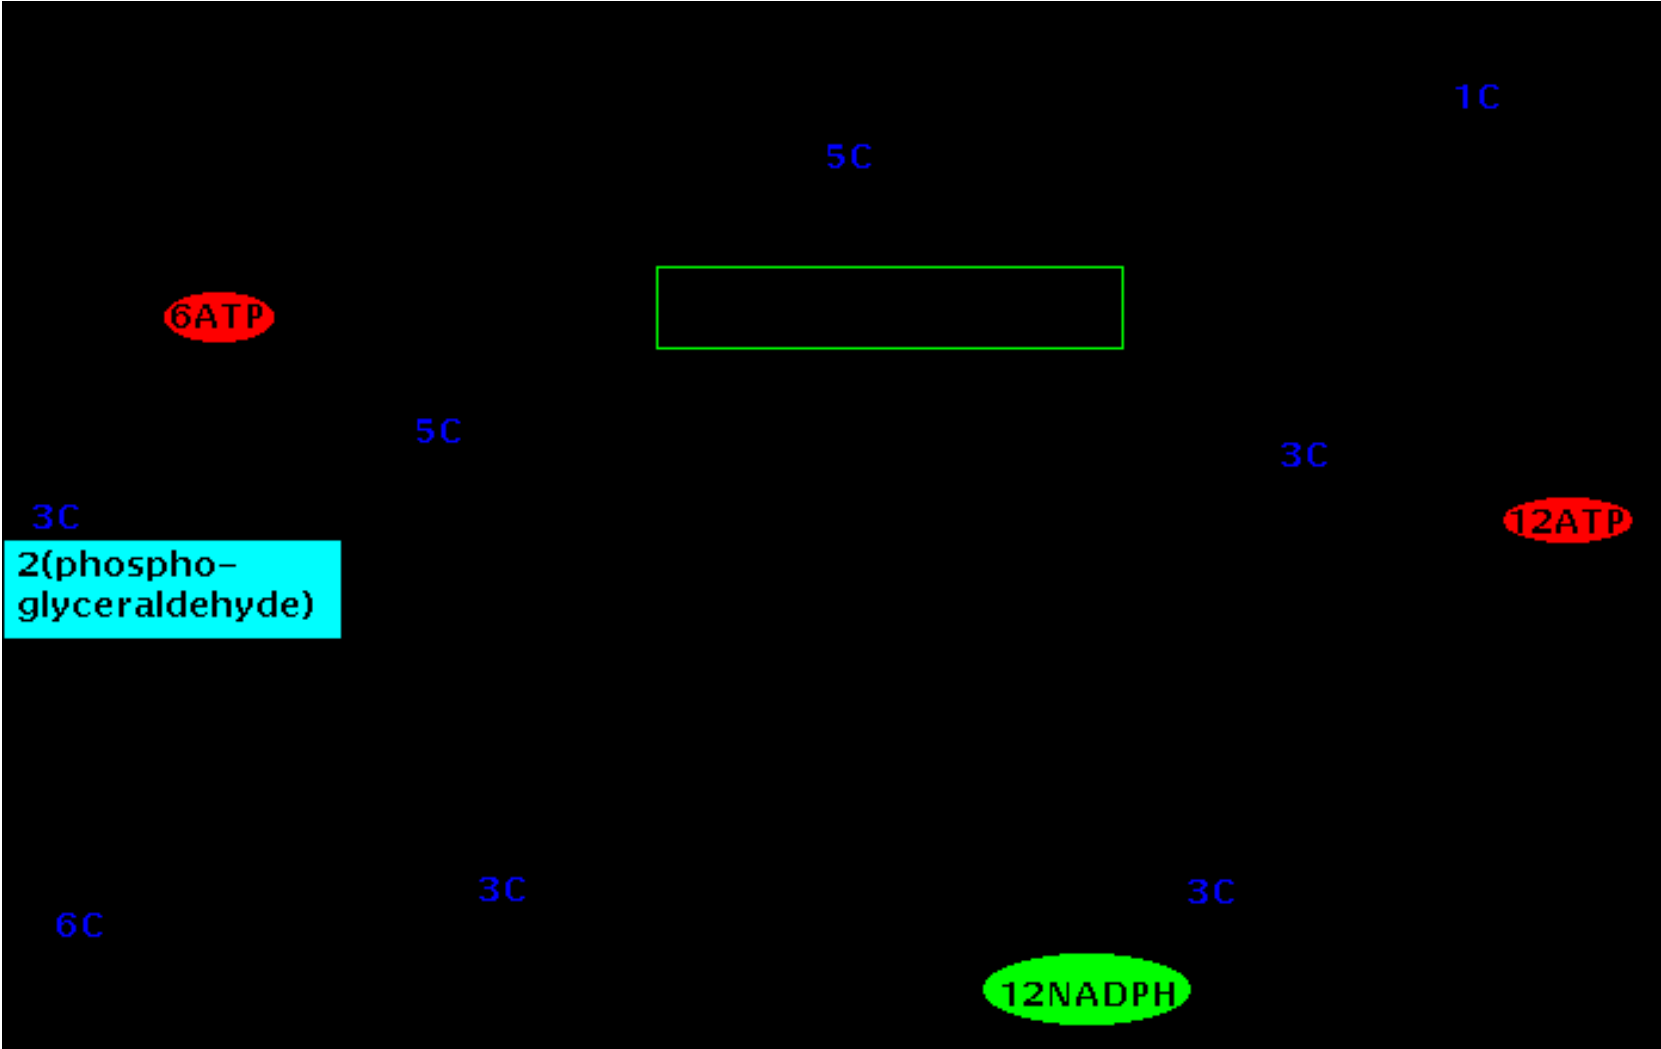 1C
5C
6ATP
5C
3C
3C
12ATP
2(phospho-
glyceraldehyde)
3C
3C
6C
12NADPH